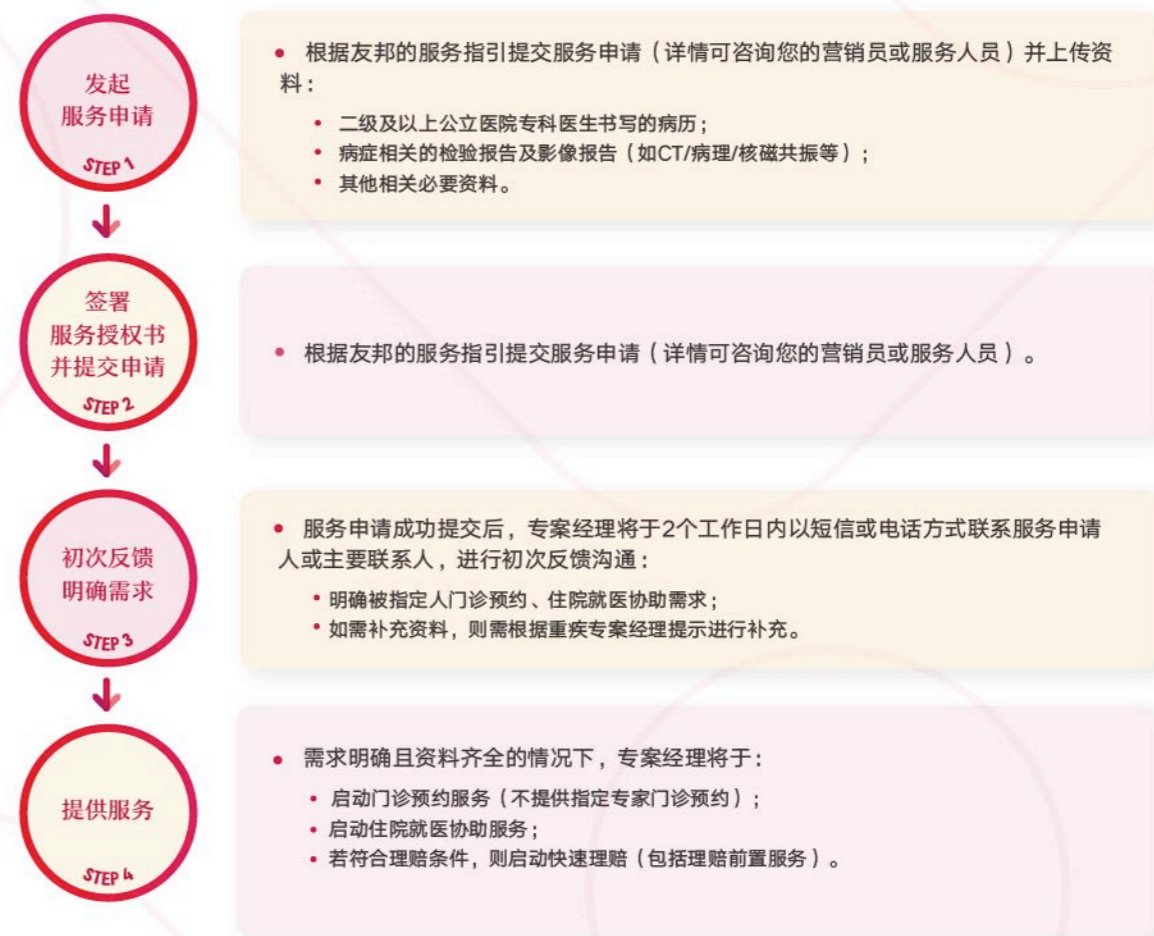 发起
服务申请
STEP 1
• 根据友邦的服务指引提交服务申请（详情可咨询您的营销员或服务人员）并上传资
料：
• 二级及以上公立医院专科医生书写的病历；
• 病症相关的检验报告及影像报告（如CT/病理/核磁共振等）；
• 其他相关必要资料。
签署
服务授权书
并提交申请
STEP 2
• 根据友邦的服务指引提交服务申请（详情可咨询您的营销员或服务人员）。
初次反馈
明确需求
STEP 3
• 服务申请成功提交后，专案经理将于2个工作日内以短信或电话方式联系服务申请
人或主要联系人，进行初次反馈沟通：
• 明确被指定人门诊预约、住院就医协助需求；
• 如需补充资料，则需根据重疾专案经理提示进行补充。
提供服务
STEP 4
• 需求明确且资料齐全的情况下，专案经理将于：
• 启动门诊预约服务（不提供指定专家门诊预约）；
• 启动住院就医协助服务；
• 若符合理赔条件，则启动快速理赔（包括理赔前置服务）。